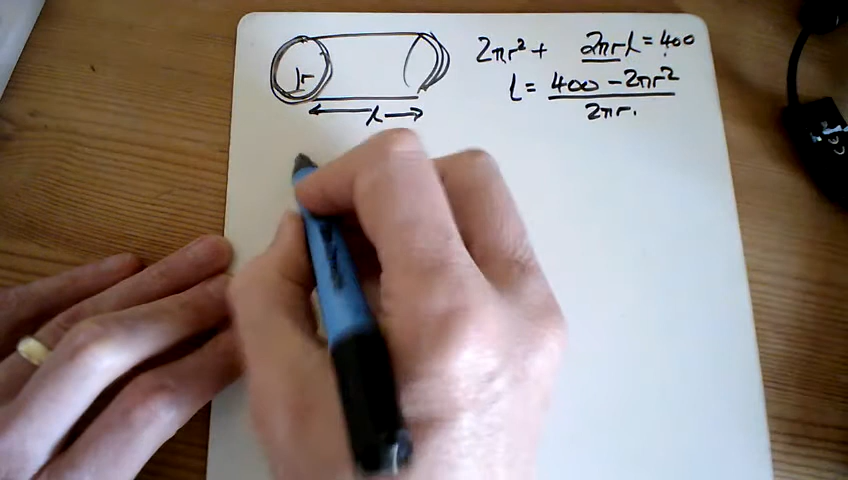 r
l
2πr² + 2πrl = 400
l = 400 - 2πr²
2πr